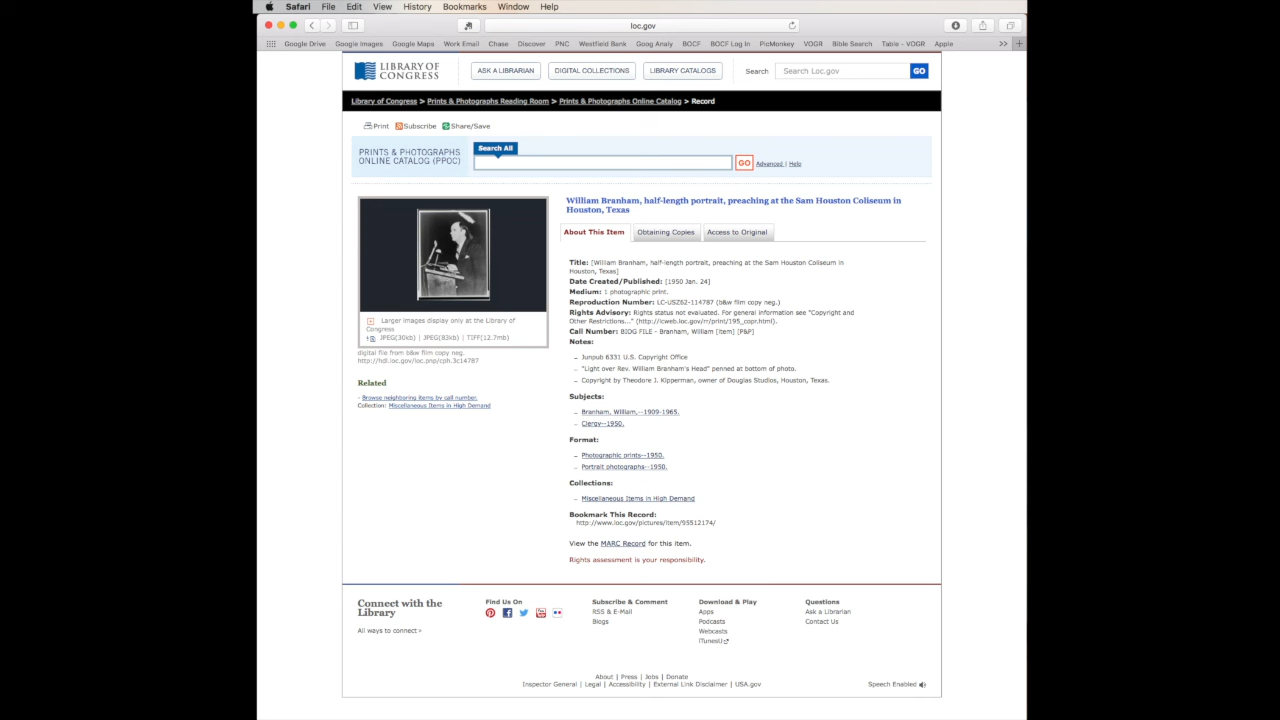 Safari File Edit View History Bookmarks Window Help
loc.gov
Google Drive Google Images Google Maps Work Email Chase Discover PNC Westfield Bank Goog Analy BOCF BOCF Log In PicMonkey VOGR Bible Search Table - VOGR Apple
LIBRARY OF CONGRESS
ASK A LIBRARIAN DIGITAL COLLECTIONS LIBRARY CATALOGS Search Search Loc.gov GO
Library of Congress > Prints & Photographs Reading Room > Prints & Photographs Online Catalog > Record
Print Subscribe Share/Save
PRINTS & PHOTOGRAPHS
ONLINE CATALOG (PPOC)
Search All
GO Advanced | Help
William Branham, half-length portrait, preaching at the Sam Houston Coliseum in
Houston, Texas
About This Item Obtaining Copies Access to Original
Larger images display only at the Library of
Congress
JPEG(30kb) | JPEG(83kb) | TIFF(12.7mb)
digital file from b&w film copy neg.
http://hdl.loc.gov/loc.pnp/cph.3c14787
Related
- Browse neighboring items by call number.
Collection: Miscellaneous Items in High Demand
Title: [William Branham, half-length portrait, preaching at the Sam Houston Coliseum in
Houston, Texas]
Date Created/Published: [1950 Jan. 24]
Medium: 1 photographic print.
Reproduction Number: LC-USZ62-114787 (b&w film copy neg.)
Rights Advisory: Rights status not evaluated. For general information see "Copyright and
Other Restrictions..." (http://lcweb.loc.gov/rr/print/195_copr.html).
Call Number: BIOG FILE - Branham, William [item] [P&P]
Notes:
– Junpub 6331 U.S. Copyright Office
– "Light over Rev. William Branham's Head" penned at bottom of photo.
– Copyright by Theodore J. Kipperman, owner of Douglas Studios, Houston, Texas.
Subjects:
– Branham, William,--1909-1965.
– Clergy--1950.
Format:
– Photographic prints--1950.
– Portrait photographs--1950.
Collections:
– Miscellaneous Items in High Demand
Bookmark This Record:
http://www.loc.gov/pictures/item/95512174/
View the MARC Record for this item.
Rights assessment is your responsibility.
Connect with the
Library
All ways to connect »
Find Us On
Subscribe & Comment
RSS & E-Mail
Blogs
Download & Play
Apps
Podcasts
Webcasts
iTunesU
Questions
Ask a Librarian
Contact Us
About | Press | Jobs | Donate
Inspector General | Legal | Accessibility | External Link Disclaimer | USA.gov
Speech Enabled